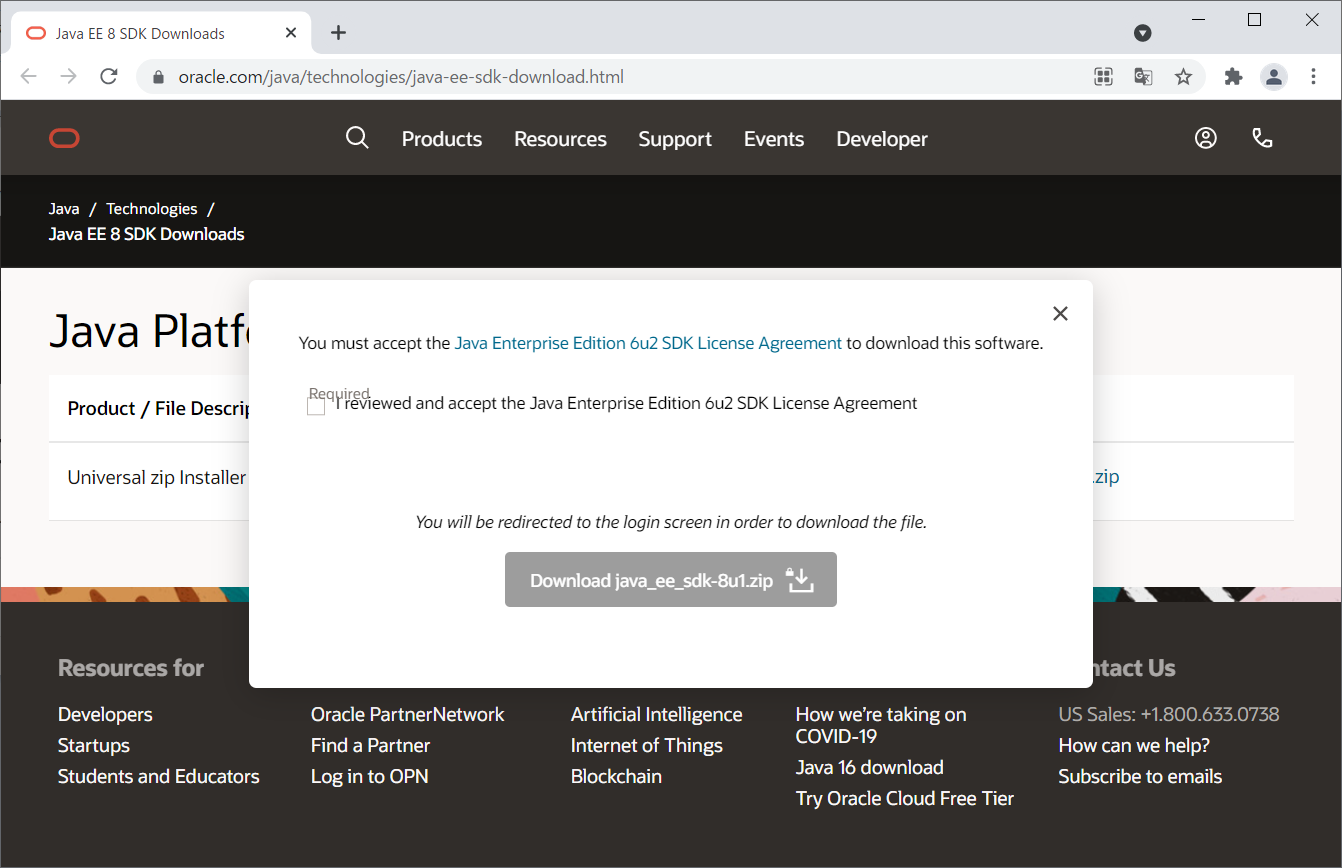 Java EE 8 SDK Downloads
oracle.com/java/technologies/java-ee-sdk-download.html
Products Resources Support Events Developer
Java / Technologies /
Java EE 8 SDK Downloads
Java Platf
You must accept the Java Enterprise Edition 6u2 SDK License Agreement to download this software.
Product / File Descrip
Required
I reviewed and accept the Java Enterprise Edition 6u2 SDK License Agreement
Universal zip Installer
.zip
You will be redirected to the login screen in order to download the file.
Download java_ee_sdk-8u1.zip
Resources for
ntact Us
Developers
Startups
Students and Educators
Oracle PartnerNetwork
Find a Partner
Log in to OPN
Artificial Intelligence
Internet of Things
Blockchain
How we're taking on
COVID-19
Java 16 download
Try Oracle Cloud Free Tier
US Sales: +1.800.633.0738
How can we help?
Subscribe to emails